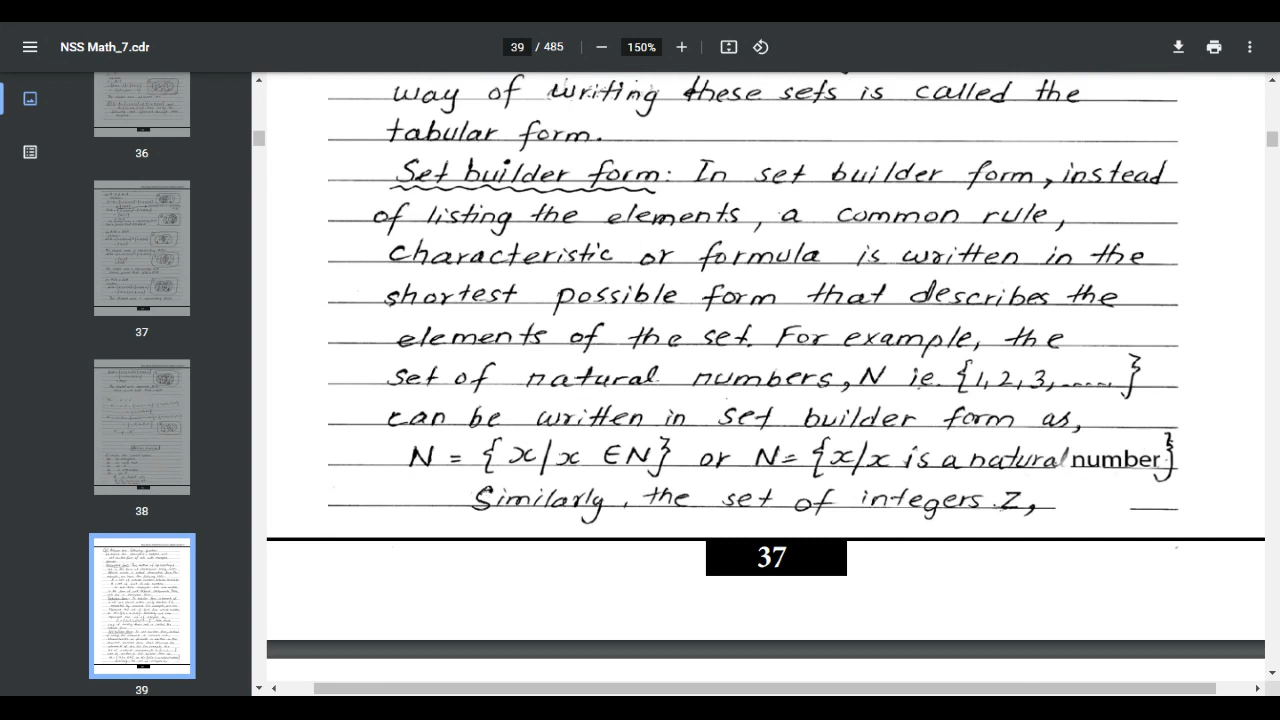 NSS Math_7.cdr
39 / 485
150%
36
37
38
39
way of writing these sets is called the
tabular form.
Set builder form: In set builder form, instead
of listing the elements, a common rule,
characteristic or formula is written in the
shortest possible form that describes the
elements of the set. For example, the
set of natural numbers, N ie. {1, 2, 3, ......}
can be written in set builder form as,
N = {x/x ∈ N} or N = {x/x is a natural number}
Similarly, the set of integers Z,
37